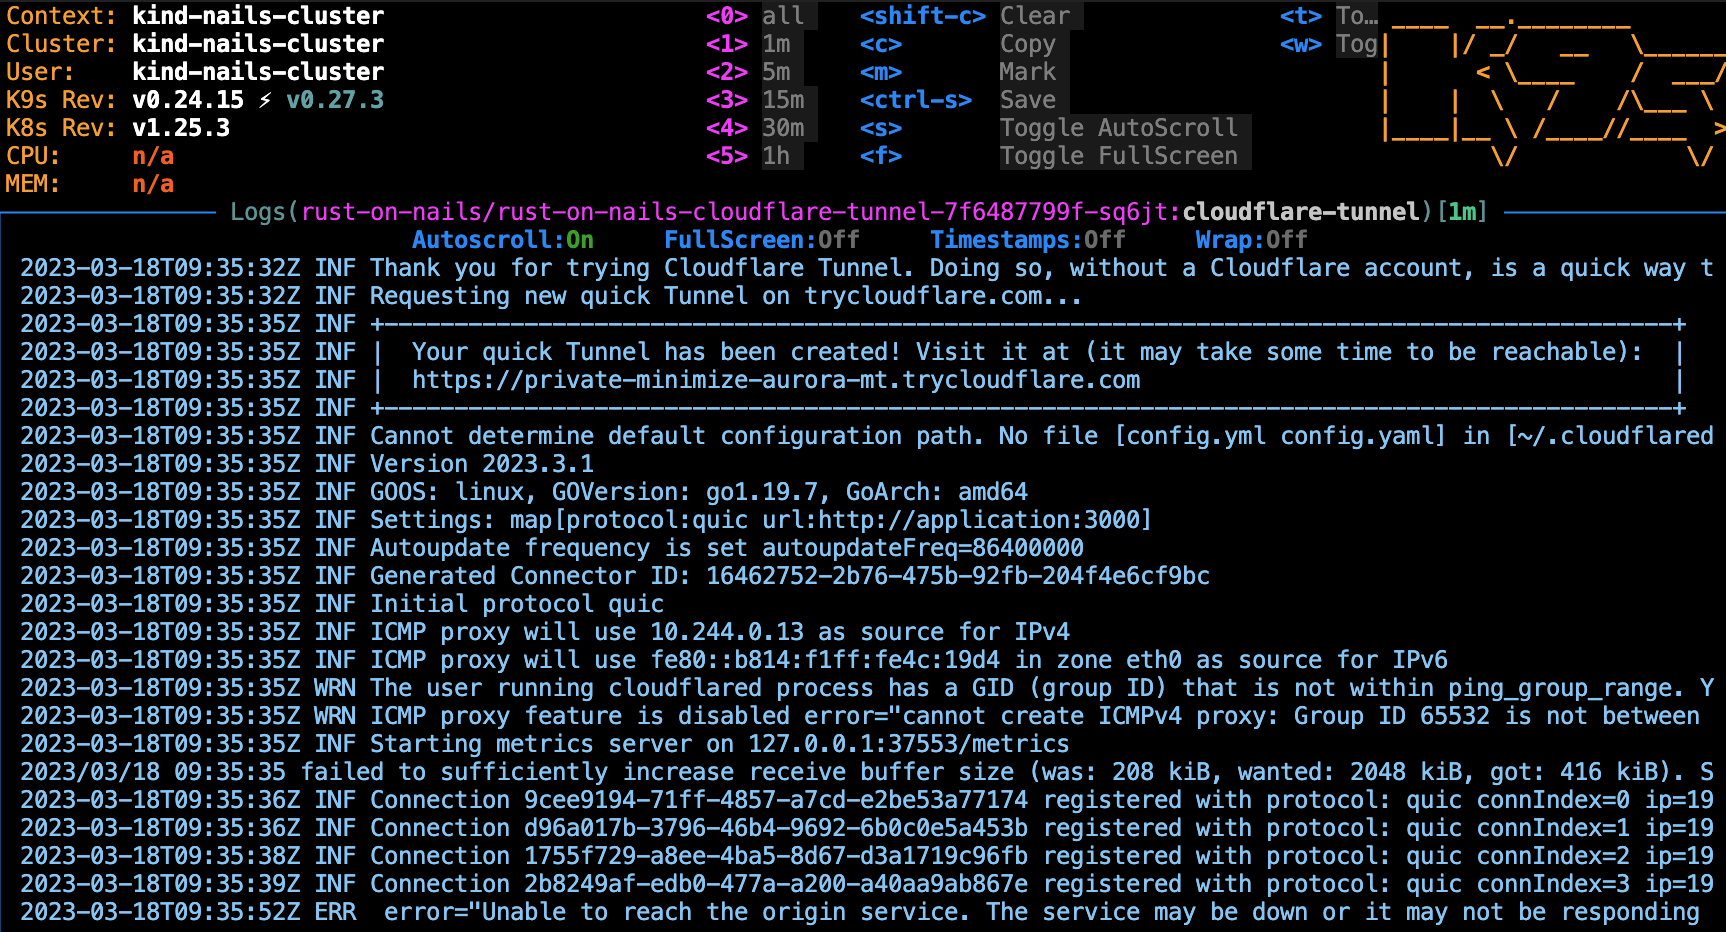 Context: kind-nails-cluster <0> all <shift-c> Clear <t> To…
Cluster: kind-nails-cluster <1> 1m <c> Copy <w> Tog
User: kind-nails-cluster <2> 5m <m> Mark
K9s Rev: v0.24.15 ⚡ v0.27.3 <3> 15m <ctrl-s> Save
K8s Rev: v1.25.3 <4> 30m <s> Toggle AutoScroll
CPU: n/a <5> 1h <f> Toggle FullScreen
MEM: n/a
Logs(rust-on-nails/rust-on-nails-cloudflare-tunnel-7f6487799f-sq6jt:cloudflare-tunnel)[1m]
Autoscroll:On FullScreen:Off Timestamps:Off Wrap:Off
2023-03-18T09:35:32Z INF Thank you for trying Cloudflare Tunnel. Doing so, without a Cloudflare account, is a quick way t
2023-03-18T09:35:32Z INF Requesting new quick Tunnel on trycloudflare.com...
2023-03-18T09:35:35Z INF +--------------------------------------------------------------------------------------------+
2023-03-18T09:35:35Z INF |  Your quick Tunnel has been created! Visit it at (it may take some time to be reachable):  |
2023-03-18T09:35:35Z INF |  https://private-minimize-aurora-mt.trycloudflare.com                                      |
2023-03-18T09:35:35Z INF +--------------------------------------------------------------------------------------------+
2023-03-18T09:35:35Z INF Cannot determine default configuration path. No file [config.yml config.yaml] in [~/.cloudflared
2023-03-18T09:35:35Z INF Version 2023.3.1
2023-03-18T09:35:35Z INF GOOS: linux, GOVersion: go1.19.7, GoArch: amd64
2023-03-18T09:35:35Z INF Settings: map[protocol:quic url:http://application:3000]
2023-03-18T09:35:35Z INF Autoupdate frequency is set autoupdateFreq=86400000
2023-03-18T09:35:35Z INF Generated Connector ID: 16462752-2b76-475b-92fb-204f4e6cf9bc
2023-03-18T09:35:35Z INF Initial protocol quic
2023-03-18T09:35:35Z INF ICMP proxy will use 10.244.0.13 as source for IPv4
2023-03-18T09:35:35Z INF ICMP proxy will use fe80::b814:f1ff:fe4c:19d4 in zone eth0 as source for IPv6
2023-03-18T09:35:35Z WRN The user running cloudflared process has a GID (group ID) that is not within ping_group_range. Y
2023-03-18T09:35:35Z WRN ICMP proxy feature is disabled error="cannot create ICMPv4 proxy: Group ID 65532 is not between
2023-03-18T09:35:35Z INF Starting metrics server on 127.0.0.1:37553/metrics
2023/03/18 09:35:35 failed to sufficiently increase receive buffer size (was: 208 kiB, wanted: 2048 kiB, got: 416 kiB). S
2023-03-18T09:35:36Z INF Connection 9cee9194-71ff-4857-a7cd-e2be53a77174 registered with protocol: quic connIndex=0 ip=19
2023-03-18T09:35:36Z INF Connection d96a017b-3796-46b4-9692-6b0c0e5a453b registered with protocol: quic connIndex=1 ip=19
2023-03-18T09:35:38Z INF Connection 1755f729-a8ee-4ba5-8d67-d3a1719c96fb registered with protocol: quic connIndex=2 ip=19
2023-03-18T09:35:39Z INF Connection 2b8249af-edb0-477a-a200-a40aa9ab867e registered with protocol: quic connIndex=3 ip=19
2023-03-18T09:35:52Z ERR  error="Unable to reach the origin service. The service may be down or it may not be responding